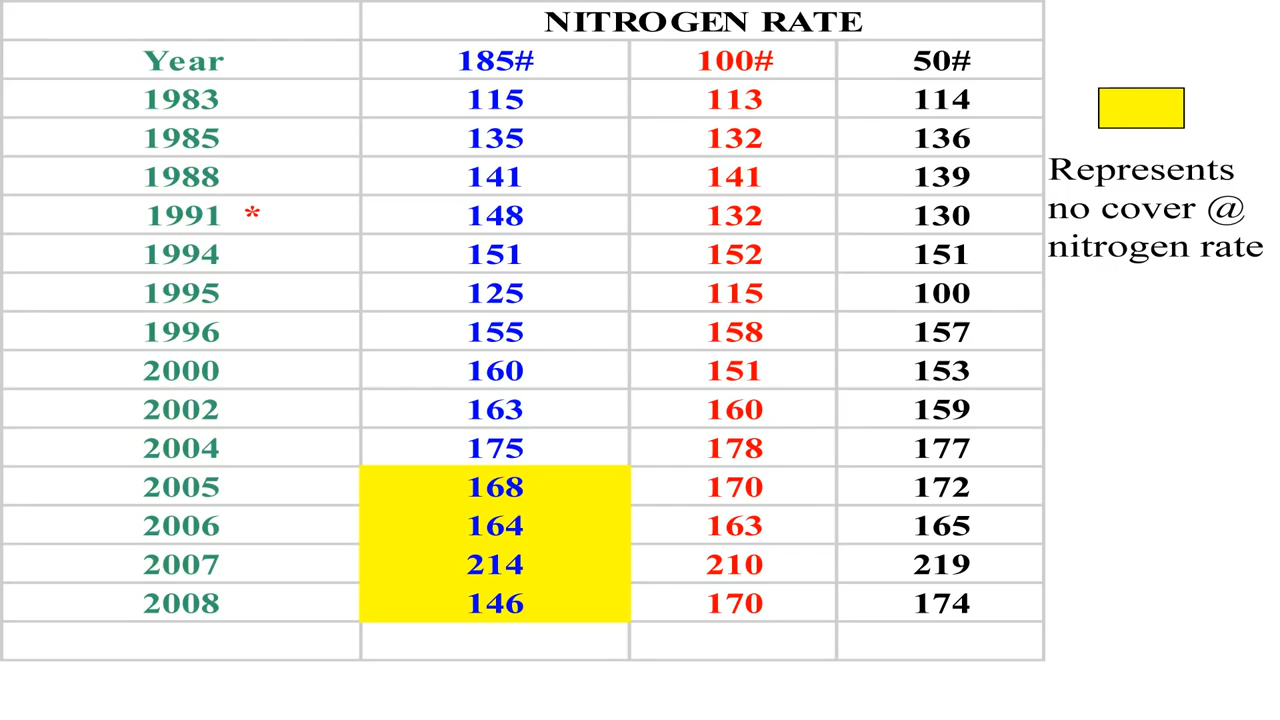 NITROGEN RATE
Year 185# 100# 50#
1983 115 113 114
1985 135 132 136
1988 141 141 139
1991 * 148 132 130
1994 151 152 151
1995 125 115 100
1996 155 158 157
2000 160 151 153
2002 163 160 159
2004 175 178 177
2005 168 170 172
2006 164 163 165
2007 214 210 219
2008 146 170 174
Represents
no cover @
nitrogen rate